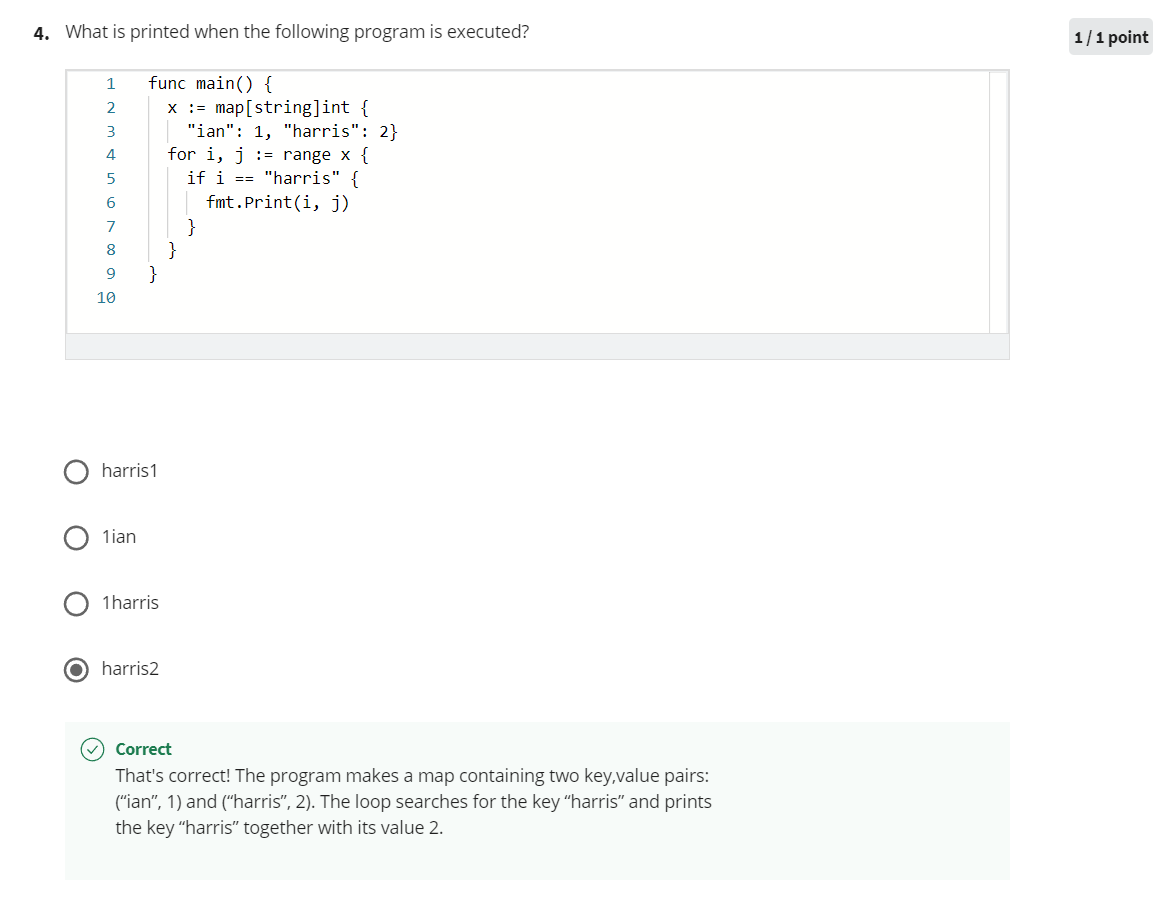 4. What is printed when the following program is executed?
1 / 1 point
1 func main() {
2   x := map[string]int {
3     "ian": 1, "harris": 2}
4   for i, j := range x {
5     if i == "harris" {
6       fmt.Print(i, j)
7     }
8   }
9 }
10
harris1
1ian
1harris
harris2
Correct
That's correct! The program makes a map containing two key,value pairs:
(“ian”, 1) and (“harris”, 2). The loop searches for the key “harris” and prints
the key “harris” together with its value 2.